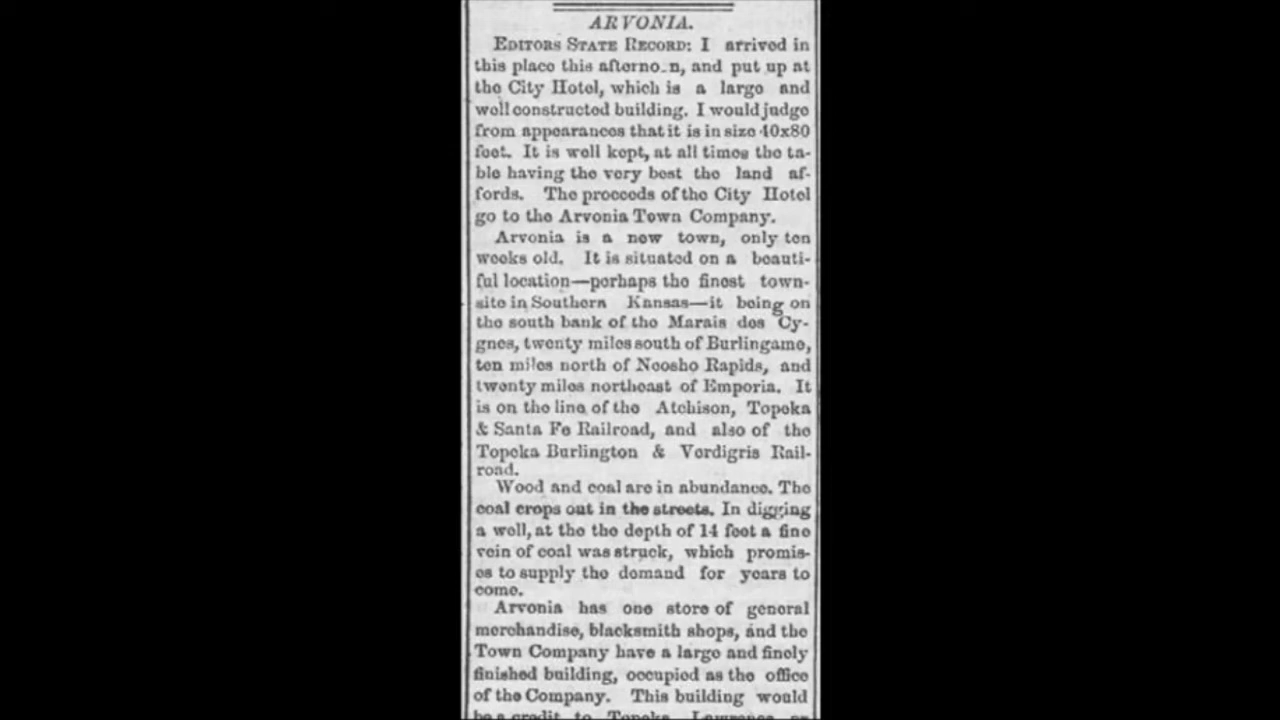 ARVONIA.
EDITORS STATE RECORD: I arrived in
this place this afterno.n, and put up at
the City Hotel, which is a large and
well constructed building. I would judge
from appearances that it is in size 40x80
feet. It is well kept, at all times the ta-
ble having the very best the land af-
fords. The proceeds of the City Hotel
go to the Arvonia Town Company.
Arvonia is a new town, only ten
weeks old. It is situated on a beauti-
ful location—perhaps the finest town-
site in Southern Kansas—it being on
the south bank of the Marais des Cy-
gnes, twenty miles south of Burlingame,
ten miles north of Neosho Rapids, and
twenty miles northeast of Emporia. It
is on the line of the Atchison, Topeka
& Santa Fe Railroad, and also of the
Topeka Burlington & Verdigris Rail-
road.
Wood and coal are in abundance. The
coal crops out in the streets. In digging
a well, at the the depth of 14 feet a fine
vein of coal was struck, which promis-
es to supply the demand for years to
come.
Arvonia has one store of general
merchandise, blacksmith shops, and the
Town Company have a large and finely
finished building, occupied as the office
of the Company. This building would
be a credit to Topeka, Lawrence or